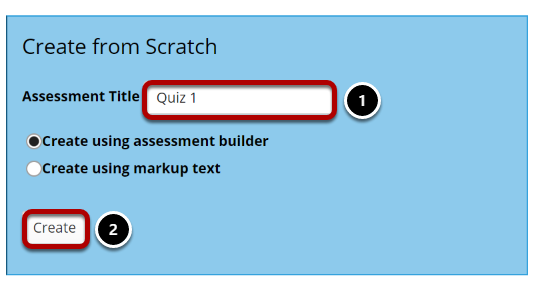 Create from Scratch
Assessment Title Quiz 1 1
Create using assessment builder
Create using markup text
Create 2